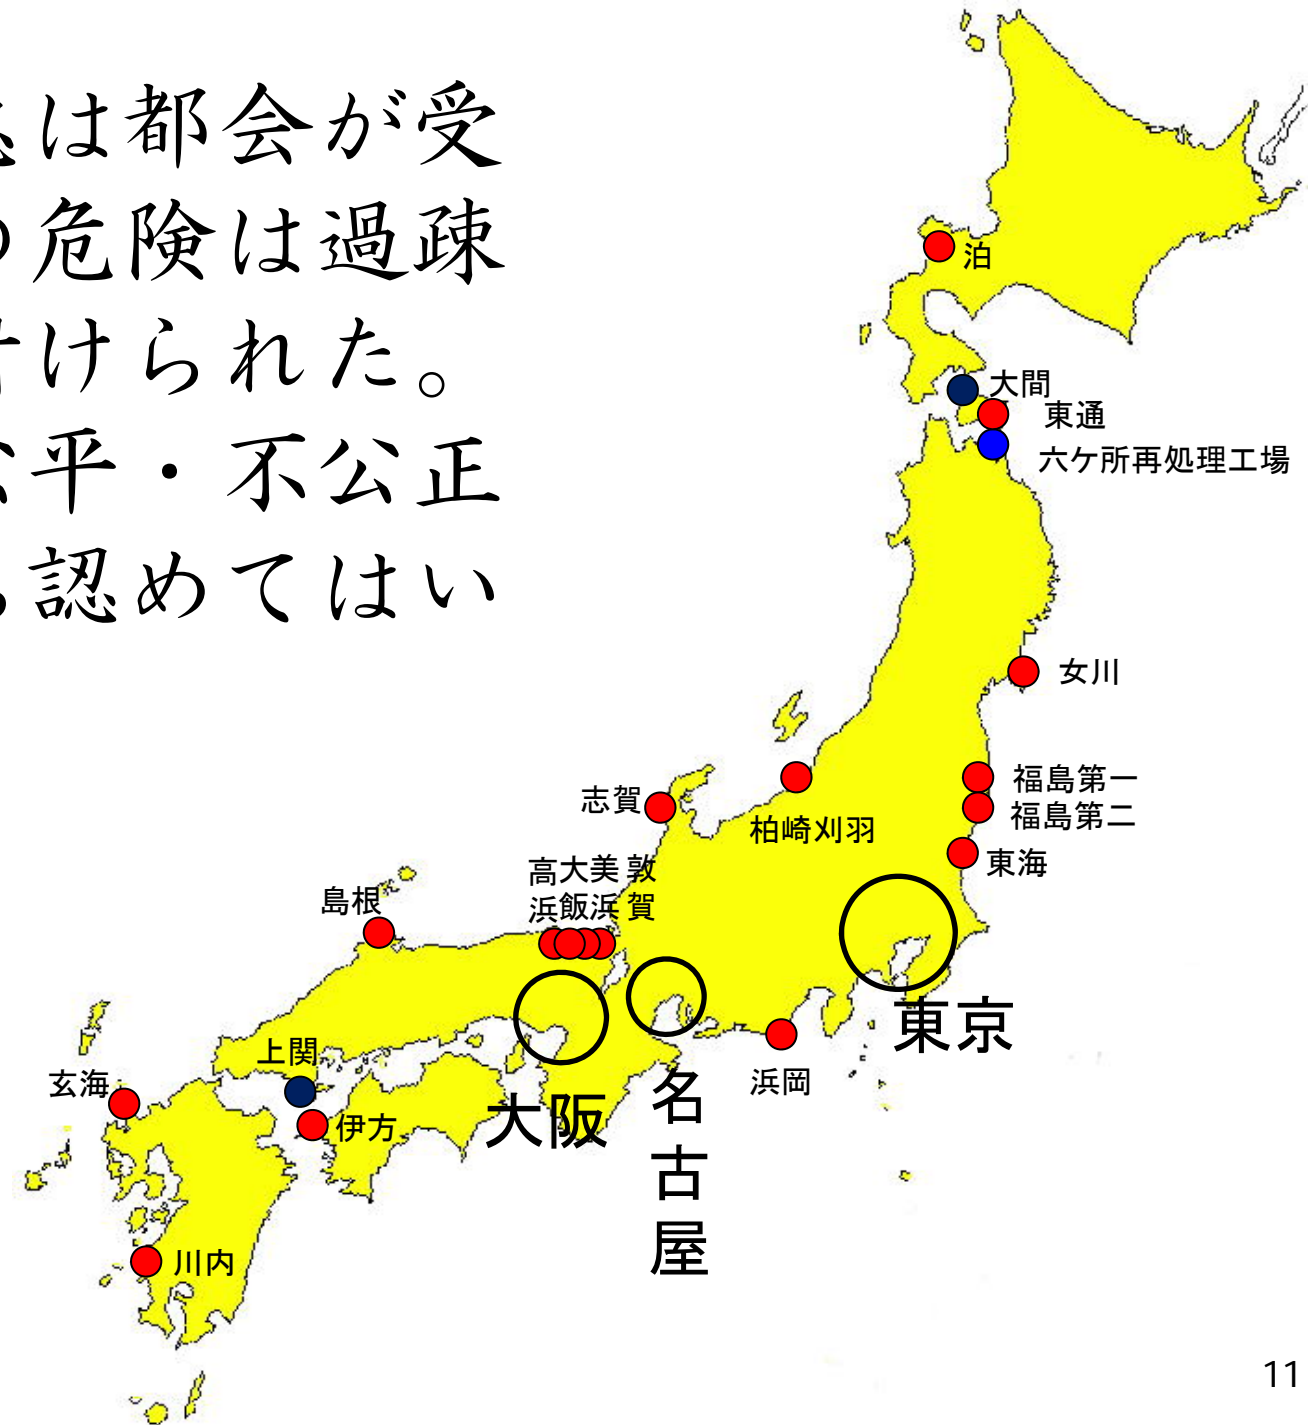 は都会が受
危険は過疎
けられた。
平・不公正
認めてはい
泊
大間
東通
六ケ所再処理工場
女川
福島第一
福島第二
東海
柏崎刈羽
志賀
高浜
大飯
美浜
敦賀
島根
東京
浜岡
名古屋
大阪
上関
伊方
玄海
川内
11